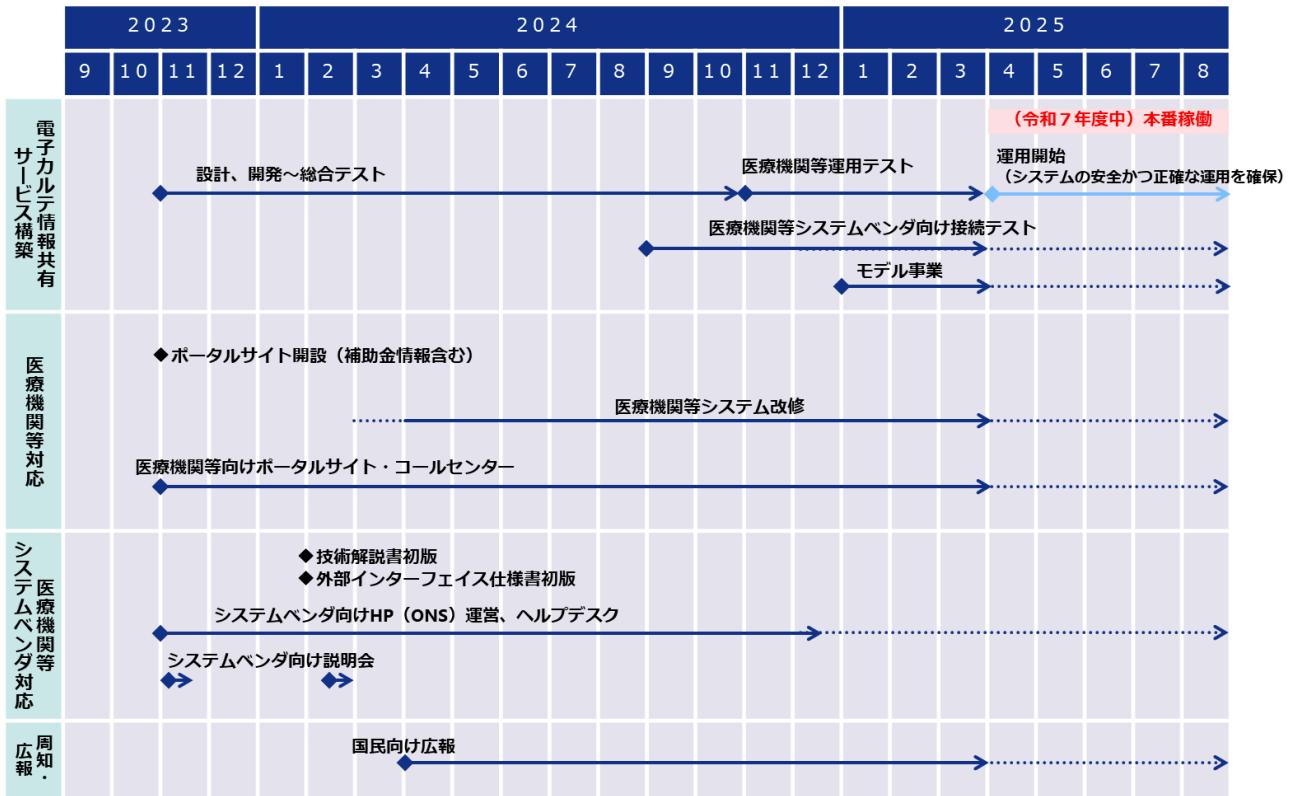 2023 2024 2025
9 10 11 12 1 2 3 4 5 6 7 8 9 10 11 12 1 2 3 4 5 6 7 8
電子カルテ情報共有
サービス構築
(令和7年度中)本番稼働
設計、開発~総合テスト
医療機関等運用テスト
運用開始
(システムの安全かつ正確な運用を確保)
医療機関等システムベンダ向け接続テスト
モデル事業
医療機関等対応
◆ポータルサイト開設(補助金情報含む)
医療機関等システム改修
医療機関等向けポータルサイト・コールセンター
医療機関等
システムベンダ対応
◆技術解説書初版
◆外部インターフェイス仕様書初版
システムベンダ向けHP(ONS)運営、ヘルプデスク
システムベンダ向け説明会
周知・
広報
国民向け広報